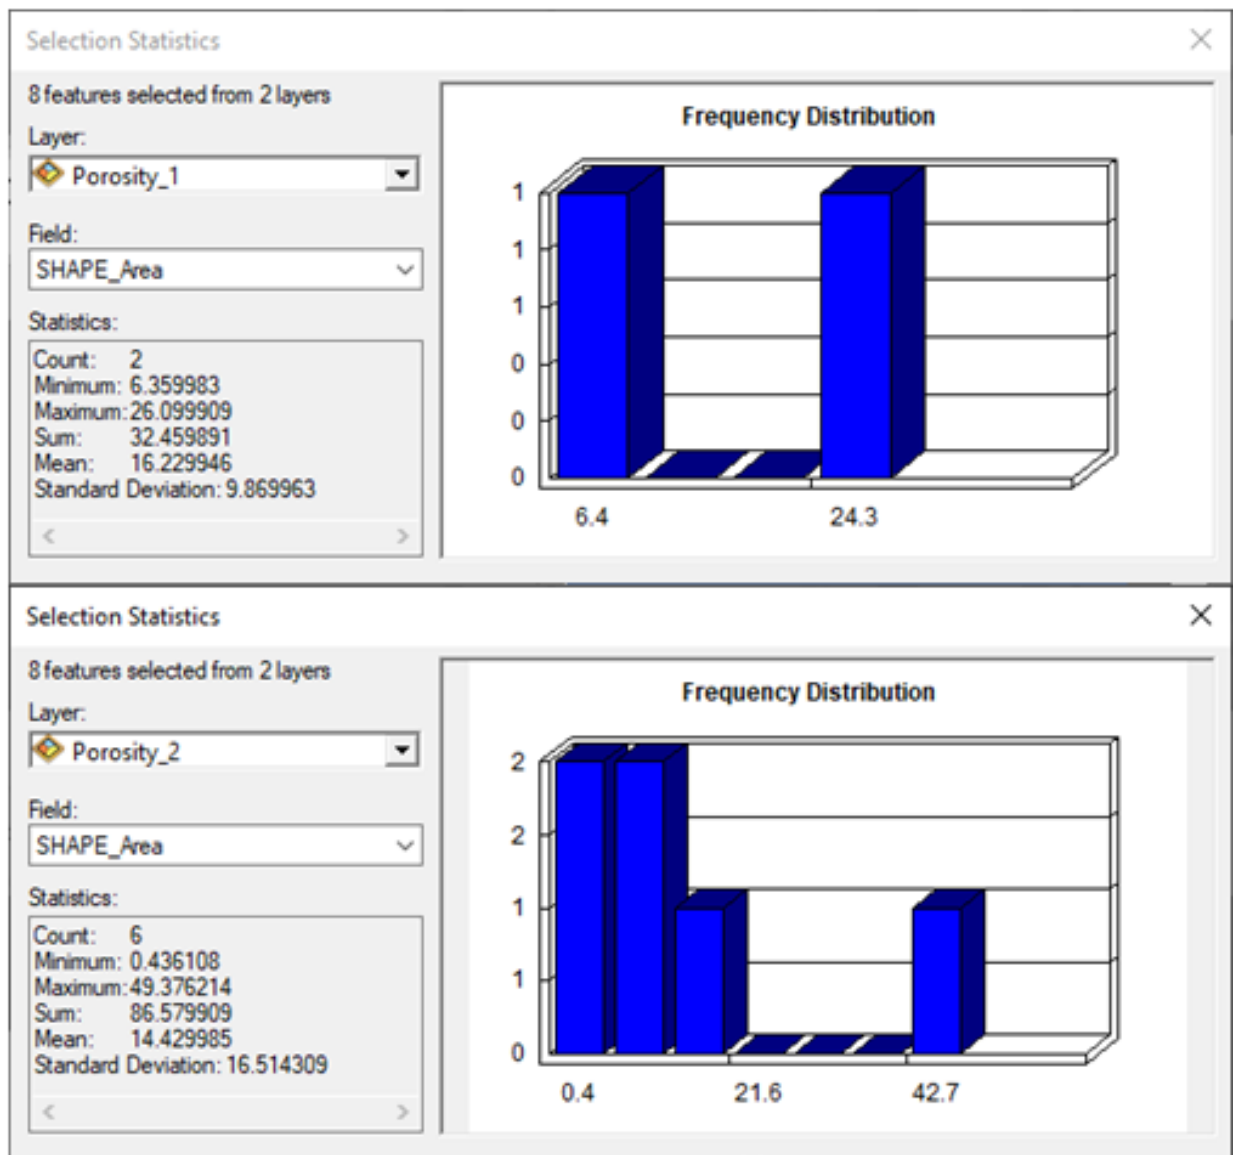 Selection Statistics
8 features selected from 2 layers
Layer:
Porosity_1
Field:
SHAPE_Area
Statistics:
Count: 2
Minimum: 6.359983
Maximum: 26.099909
Sum: 32.459891
Mean: 16.229946
Standard Deviation: 9.869963
Frequency Distribution
1
1
1
0
0
0
6.4 24.3
Selection Statistics
8 features selected from 2 layers
Layer:
Porosity_2
Field:
SHAPE_Area
Statistics:
Count: 6
Minimum: 0.436108
Maximum: 49.376214
Sum: 86.579909
Mean: 14.429985
Standard Deviation: 16.514309
Frequency Distribution
2
2
1
1
0
0.4 21.6 42.7